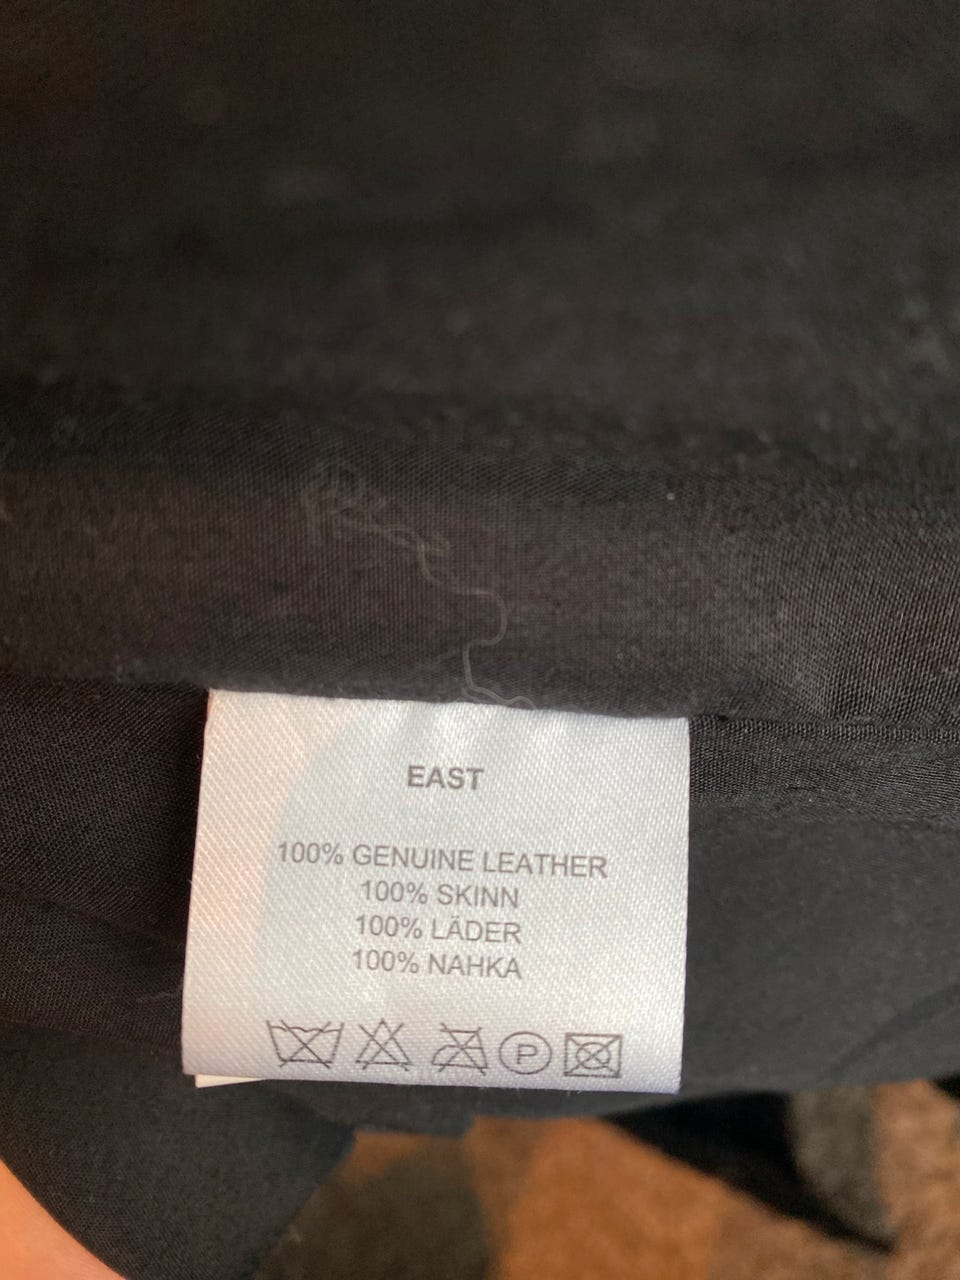 EAST
100% GENUINE LEATHER
100% SKINN
100% LÄDER
100% NAHKA
P